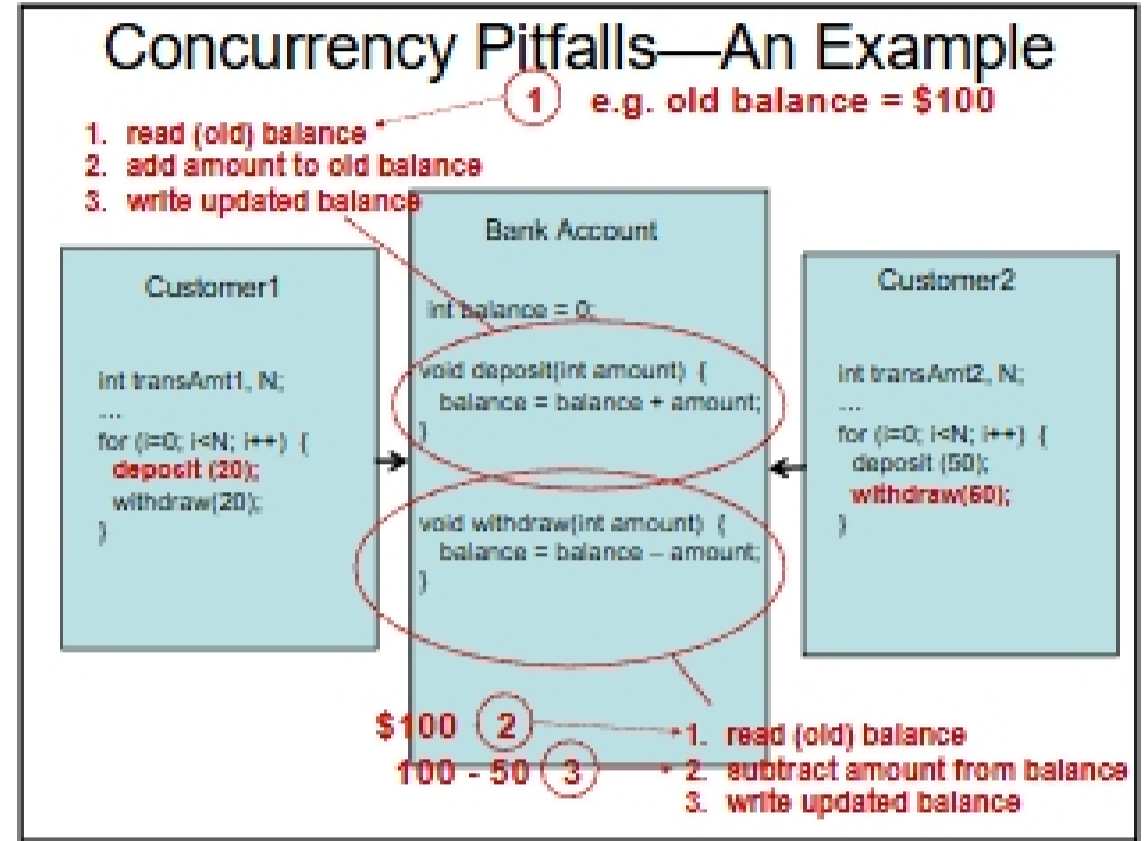 Concurrency Pitfalls—An Example
1 e.g. old balance = $100
1. read (old) balance
2. add amount to old balance
3. write updated balance
Bank Account
int balance = 0;
void deposit(int amount) {
balance = balance + amount;
}
void withdraw(int amount) {
balance = balance – amount;
}
Customer1
int transAmt1, N;
....
for (i=0; i<N; i++) {
deposit (20);
withdraw(20);
}
Customer2
int transAmt2, N;
....
for (i=0; i<N; i++) {
deposit (50);
withdraw(50);
}
$100 2
100 - 50 3
1. read (old) balance
2. subtract amount from balance
3. write updated balance